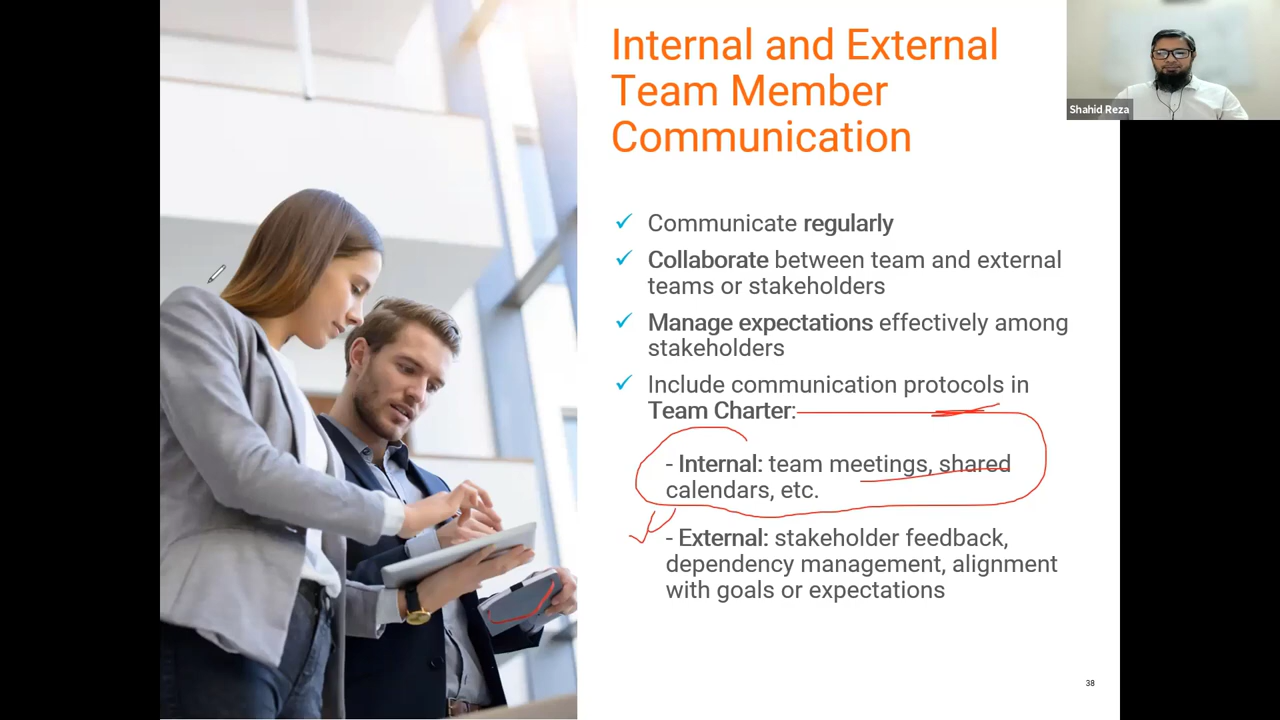 Internal and External
Team Member
Communication
Shahid Reza
Communicate regularly
Collaborate between team and external
teams or stakeholders
Manage expectations effectively among
stakeholders
Include communication protocols in
Team Charter:
- Internal: team meetings, shared
calendars, etc.
- External: stakeholder feedback,
dependency management, alignment
with goals or expectations
38